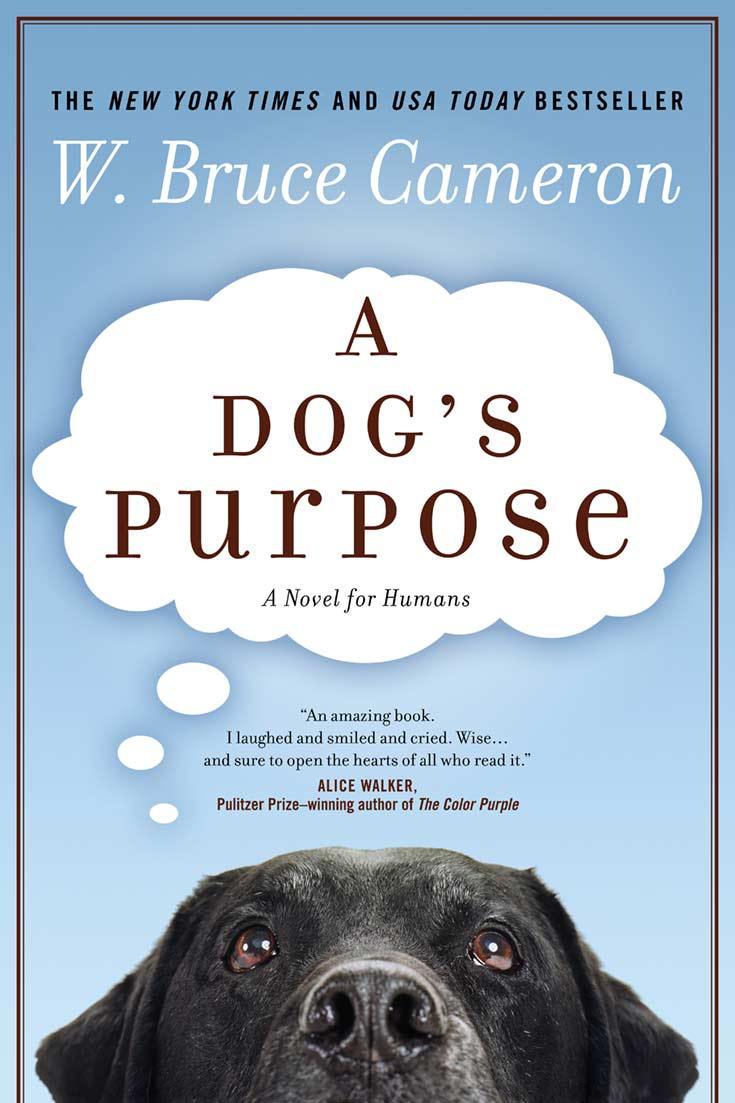 THE NEW YORK TIMES AND USA TODAY BESTSELLER
W. Bruce Cameron
A
DOG'S
PURPOSE
A Novel for Humans
“An amazing book.
I laughed and smiled and cried. Wise…
and sure to open the hearts of all who read it.”
ALICE WALKER,
Pulitzer Prize–winning author of The Color Purple